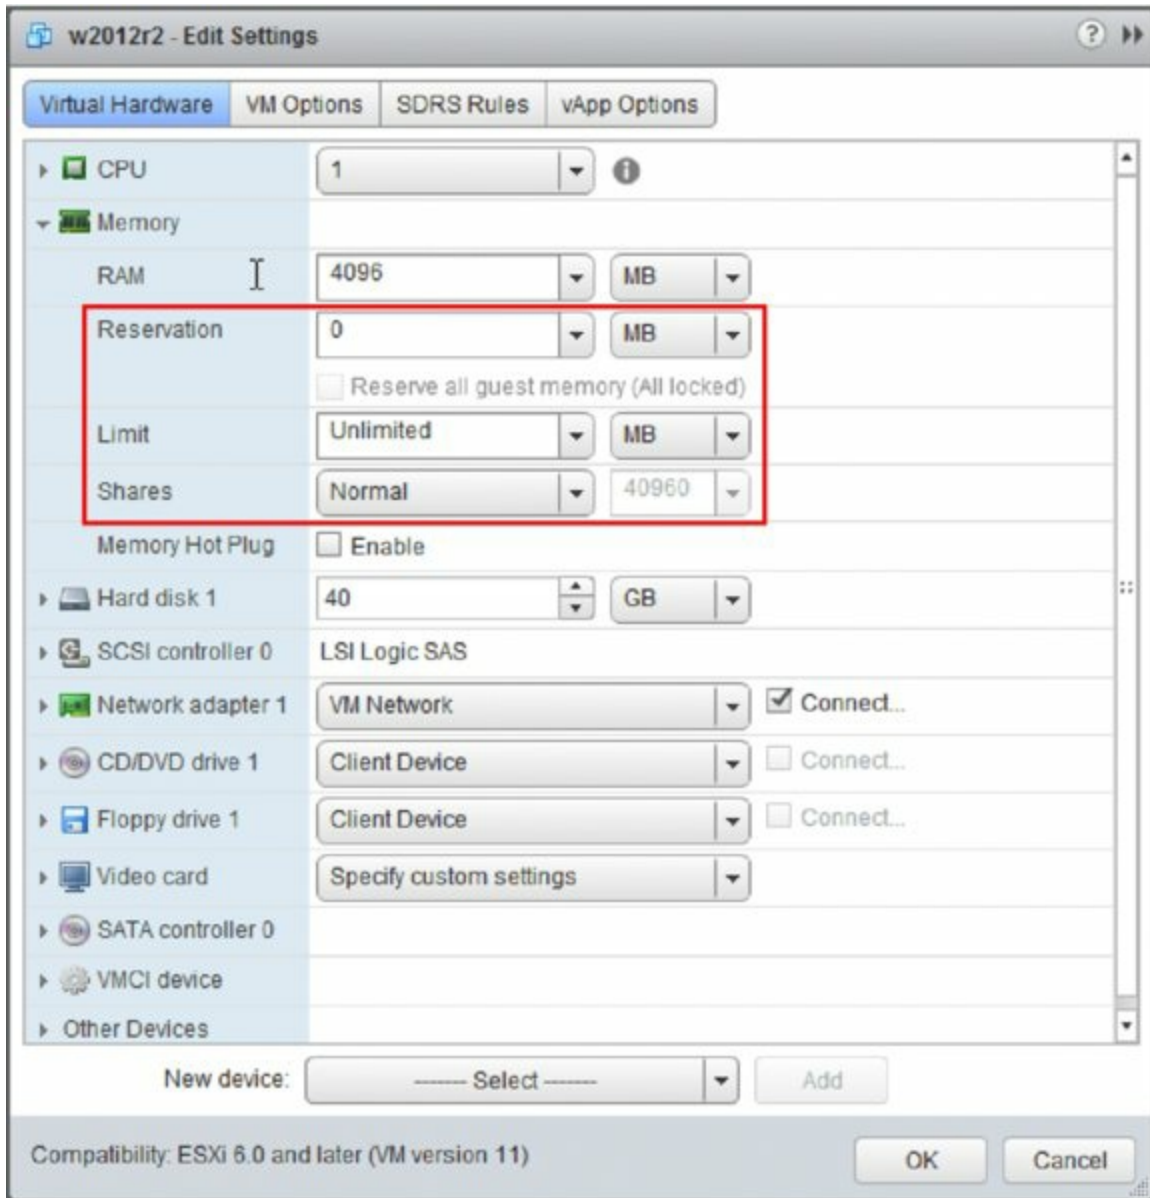 w2012r2 - Edit Settings
Virtual Hardware VM Options SDRS Rules vApp Options
CPU 1
Memory
RAM 4096 MB
Reservation 0 MB
Reserve all guest memory (All locked)
Limit Unlimited MB
Shares Normal 40960
Memory Hot Plug Enable
Hard disk 1 40 GB
SCSI controller 0 LSI Logic SAS
Network adapter 1 VM Network Connect...
CD/DVD drive 1 Client Device Connect...
Floppy drive 1 Client Device Connect...
Video card Specify custom settings
SATA controller 0
VMCI device
Other Devices
New device: ------- Select ------- Add
Compatibility: ESXi 6.0 and later (VM version 11) OK Cancel